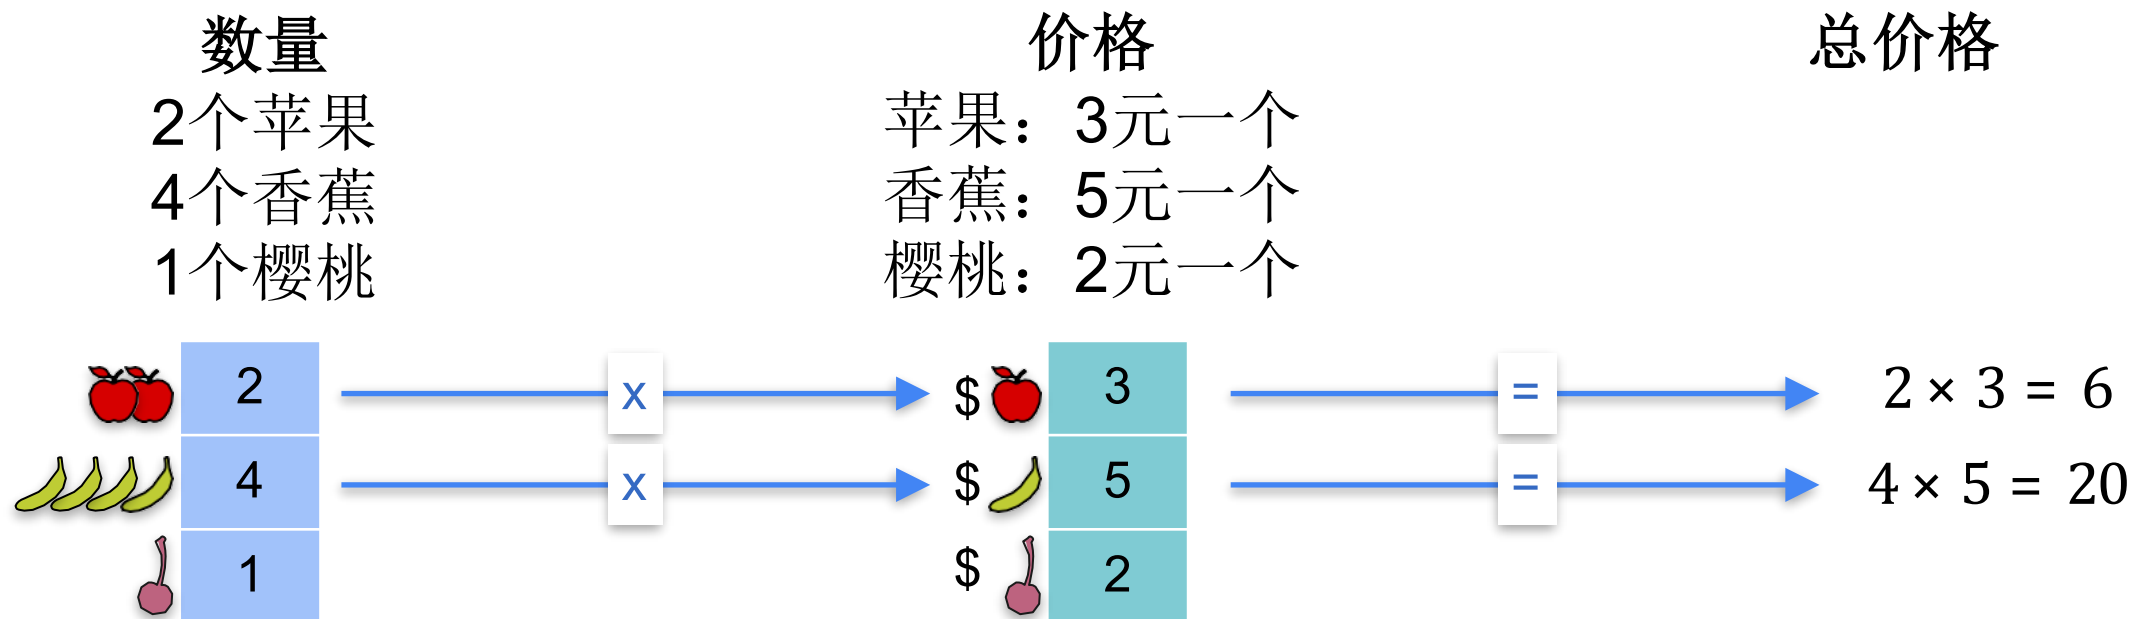 数量 价格 总价格
2个苹果 苹果：3元一个
4个香蕉 香蕉：5元一个
1个樱桃 樱桃：2元一个
2 x $ 3 = 2 × 3 = 6
4 x $ 5 = 4 × 5 = 20
1 $ 2